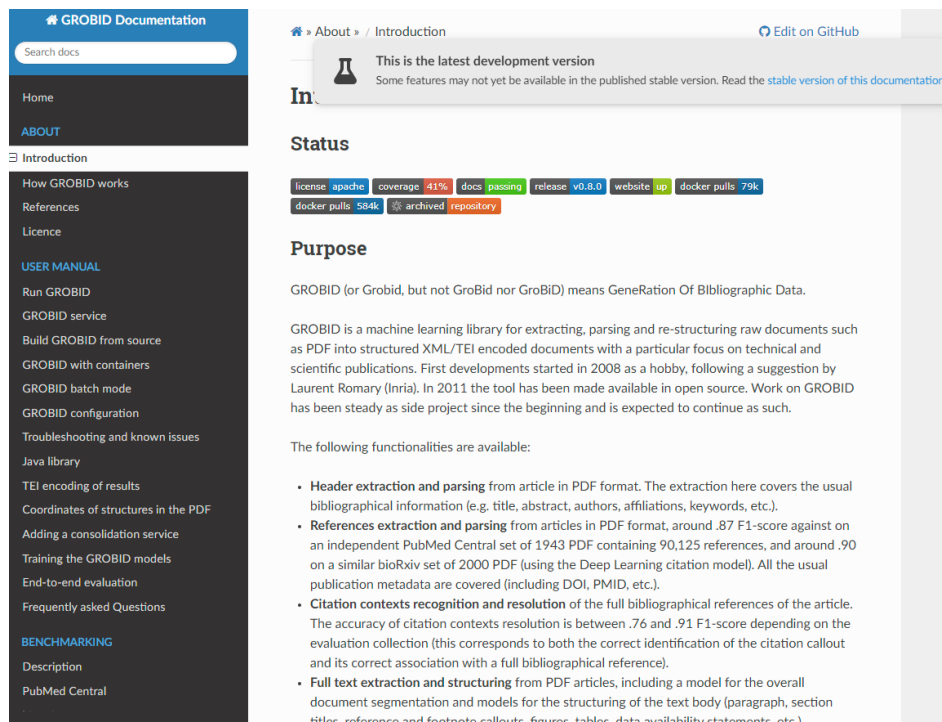 GROBID Documentation
Search docs
Home
ABOUT
Introduction
How GROBID works
References
Licence
USER MANUAL
Run GROBID
GROBID service
Build GROBID from source
GROBID with containers
GROBID batch mode
GROBID configuration
Troubleshooting and known issues
Java library
TEI encoding of results
Coordinates of structures in the PDF
Adding a consolidation service
Training the GROBID models
End-to-end evaluation
Frequently asked Questions
BENCHMARKING
Description
PubMed Central
» About » / Introduction
Edit on GitHub
This is the latest development version
Some features may not yet be available in the published stable version. Read the stable version of this documentation
Status
license apache coverage 41% docs passing release v0.8.0 website up docker pulls 79k
docker pulls 584k archived repository
Purpose
GROBID (or Grobid, but not GroBid nor GroBiD) means GeneRation Of BIbliographic Data.
GROBID is a machine learning library for extracting, parsing and re-structuring raw documents such
as PDF into structured XML/TEI encoded documents with a particular focus on technical and
scientific publications. First developments started in 2008 as a hobby, following a suggestion by
Laurent Romary (Inria). In 2011 the tool has been made available in open source. Work on GROBID
has been steady as side project since the beginning and is expected to continue as such.
The following functionalities are available:
• Header extraction and parsing from article in PDF format. The extraction here covers the usual
bibliographical information (e.g. title, abstract, authors, affiliations, keywords, etc.).
• References extraction and parsing from articles in PDF format, around .87 F1-score against on
an independent PubMed Central set of 1943 PDF containing 90,125 references, and around .90
on a similar bioRxiv set of 2000 PDF (using the Deep Learning citation model). All the usual
publication metadata are covered (including DOI, PMID, etc.).
• Citation contexts recognition and resolution of the full bibliographical references of the article.
The accuracy of citation contexts resolution is between .76 and .91 F1-score depending on the
evaluation collection (this corresponds to both the correct identification of the citation callout
and its correct association with a full bibliographical reference).
• Full text extraction and structuring from PDF articles, including a model for the overall
document segmentation and models for the structuring of the text body (paragraph, section
titles, reference and footnote callouts, figures, tables, data availability statements, etc.)